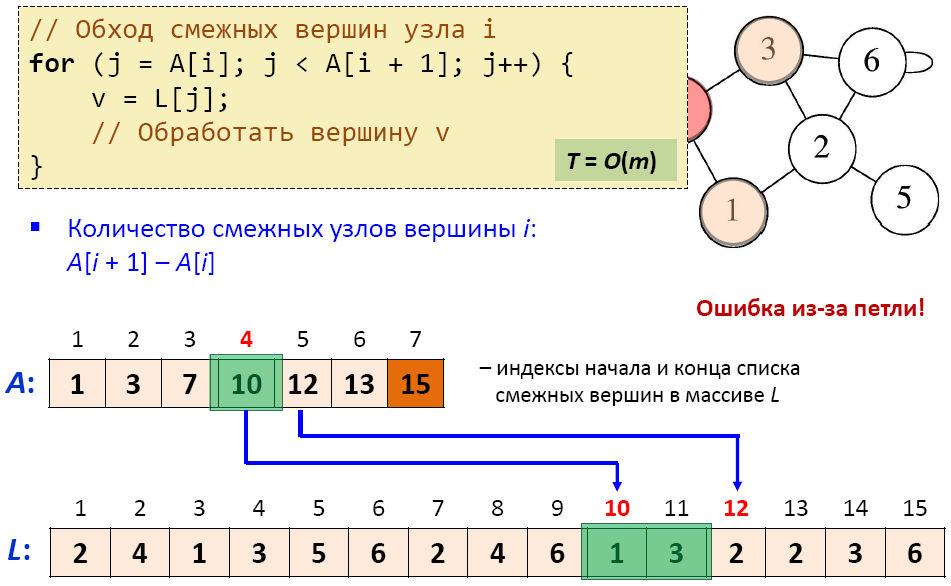 // Обход смежных вершин узла i
for (j = A[i]; j < A[i + 1]; j++) {
v = L[j];
// Обработать вершину v
}
T = O(m)
3
6
2
1
5
▪ Количество смежных узлов вершины i:
A[i + 1] – A[i]
Ошибка из-за петли!
1 2 3 4 5 6 7
A: 1 3 7 10 12 13 15
– индексы начала и конца списка
смежных вершин в массиве L
1 2 3 4 5 6 7 8 9 10 11 12 13 14 15
L: 2 4 1 3 5 6 2 4 6 1 3 2 2 3 6